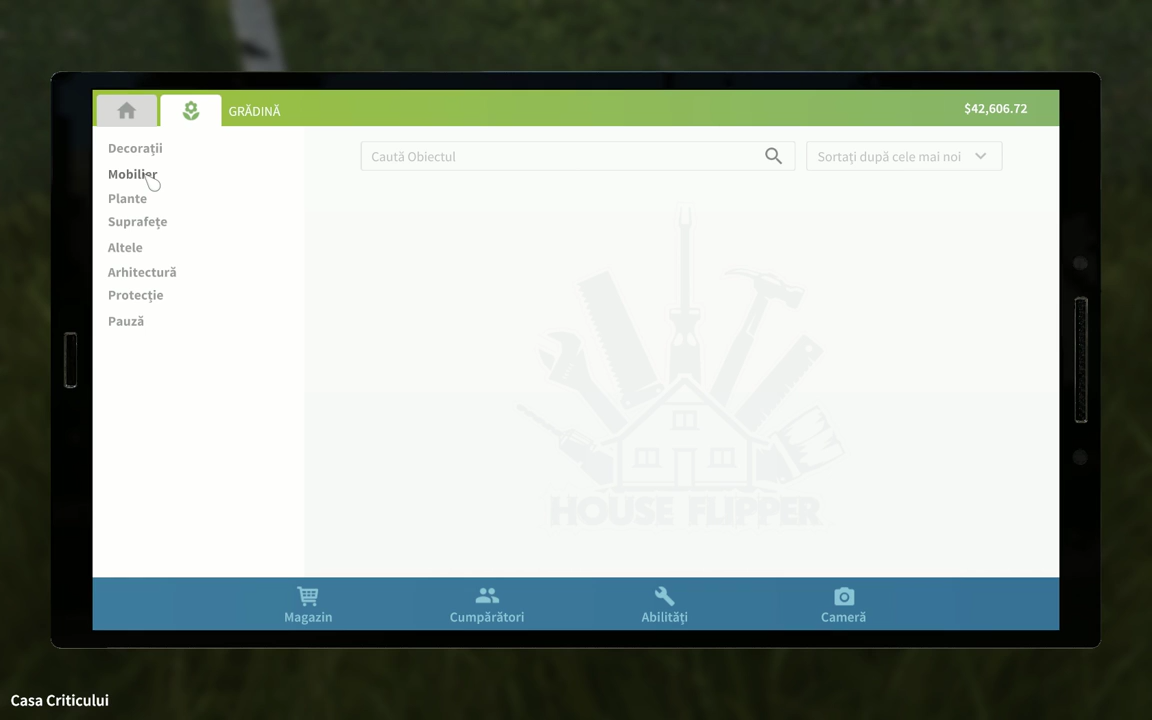 GRĂDINĂ
$42,606.72
Decorații
Mobilier
Plante
Suprafețe
Altele
Arhitectură
Protecție
Pauză
Caută Obiectul
Sortați după cele mai noi
HOUSE FLIPPER
Magazin
Cumpărători
Abilități
Cameră
Casa Criticului